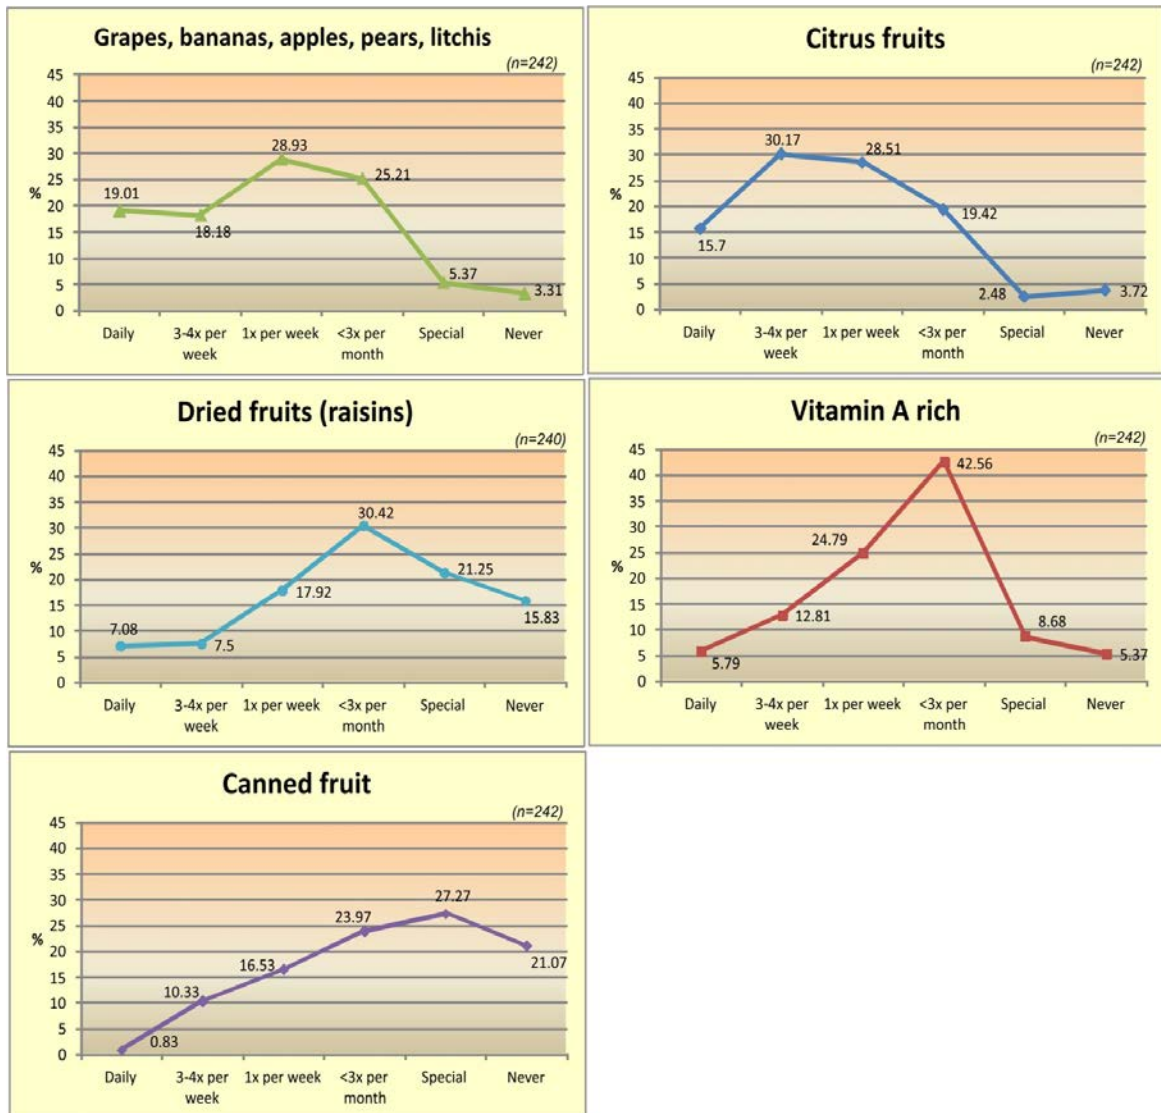 Grapes, bananas, apples, pears, litchis
(n=242)
45
40
35
30
25
20
15
10
5
0
%
19.01
18.18
28.93
25.21
5.37
3.31
Daily
3-4x per week
1x per week
<3x per month
Special
Never
Citrus fruits
(n=242)
45
40
35
30
25
20
15
10
5
0
%
15.7
30.17
28.51
19.42
2.48
3.72
Daily
3-4x per week
1x per week
<3x per month
Special
Never
Dried fruits (raisins)
(n=240)
45
40
35
30
25
20
15
10
5
0
%
7.08
7.5
17.92
30.42
21.25
15.83
Daily
3-4x per week
1x per week
<3x per month
Special
Never
Vitamin A rich
(n=242)
45
40
35
30
25
20
15
10
5
0
%
5.79
12.81
24.79
42.56
8.68
5.37
Daily
3-4x per week
1x per week
<3x per month
Special
Never
Canned fruit
(n=242)
45
40
35
30
25
20
15
10
5
0
%
0.83
10.33
16.53
23.97
27.27
21.07
Daily
3-4x per week
1x per week
<3x per month
Special
Never